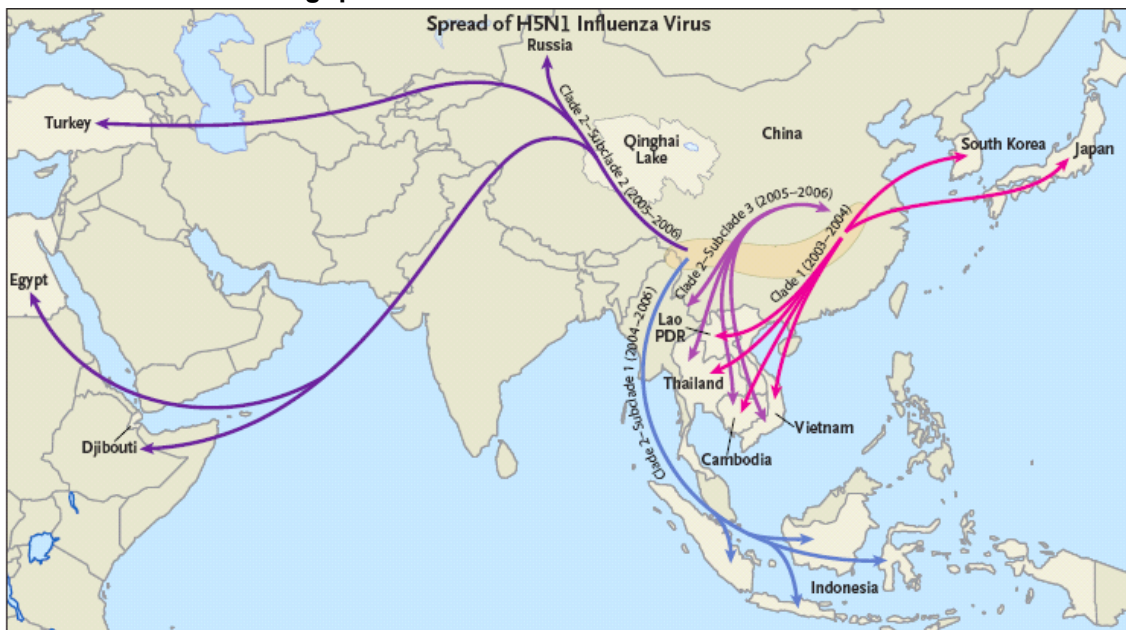 Spread of H5N1 Influenza Virus
Russia
Turkey
Clade 2–Subclade 2 (2005–2006)
Qinghai
Lake
China
South Korea
Japan
Clade 2–Subclade 3 (2005–2006)
Clade 1 (2003–2004)
Egypt
Clade 2–Subclade 1 (2004–2006)
Lao
PDR
Thailand
Djibouti
Vietnam
Cambodia
Indonesia